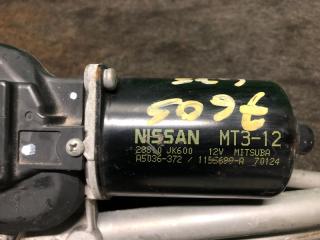 7603
NISSAN MT3-12
28810 JK600 12V MITSUBA
A5036-372 / 1155699-A 70124